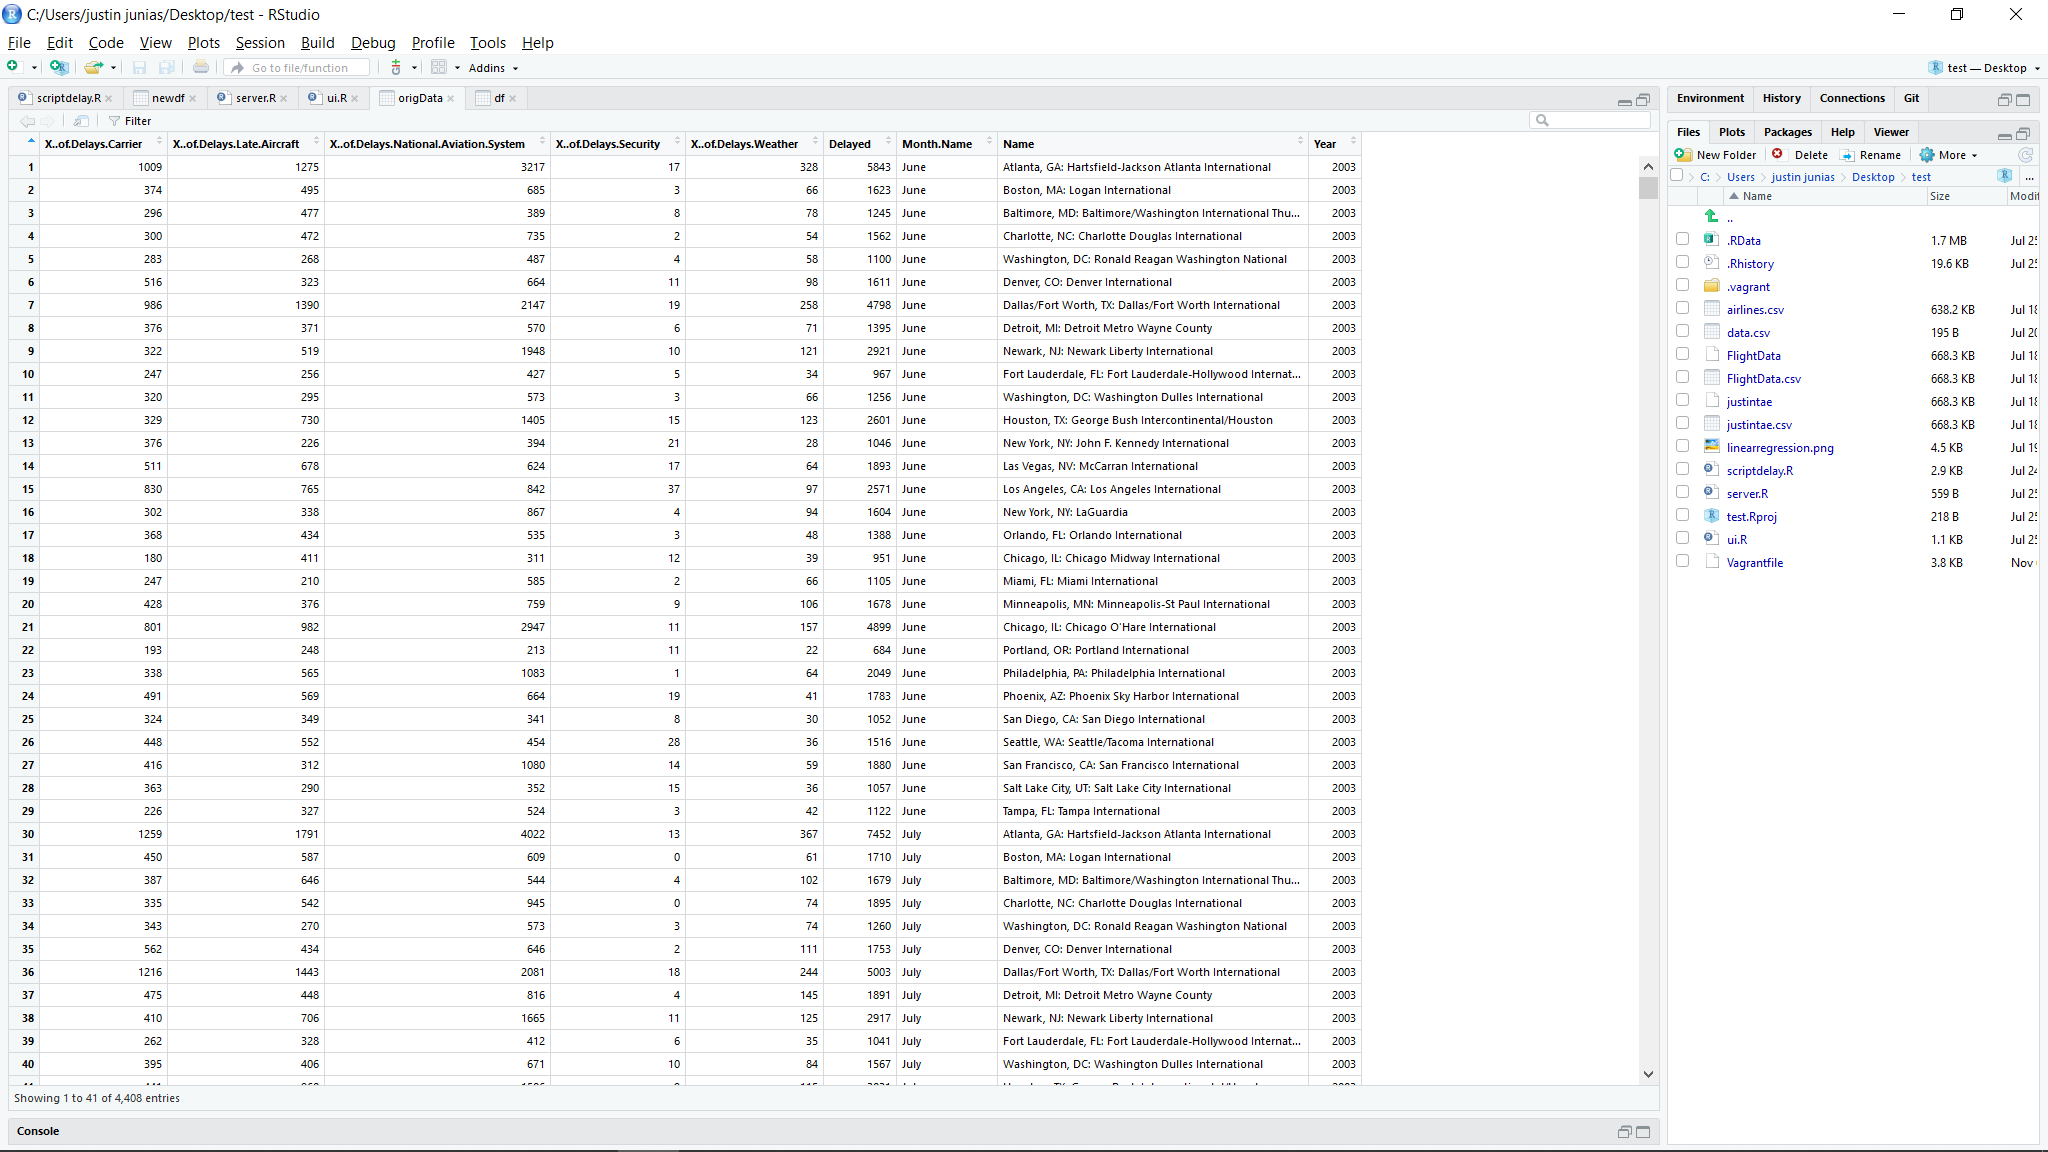 C:/Users/justin junias/Desktop/test - RStudio
File Edit Code View Plots Session Build Debug Profile Tools Help
Go to file/function Addins test — Desktop
scriptdelay.R newdf server.R ui.R origData df
Filter
X..of.Delays.Carrier X..of.Delays.Late.Aircraft X..of.Delays.National.Aviation.System X..of.Delays.Security X..of.Delays.Weather Delayed Month.Name Name Year
1 1009 1275 3217 17 328 5843 June Atlanta, GA: Hartsfield-Jackson Atlanta International 2003
2 374 495 685 3 66 1623 June Boston, MA: Logan International 2003
3 296 477 389 8 78 1245 June Baltimore, MD: Baltimore/Washington International Thu... 2003
4 300 472 735 2 54 1562 June Charlotte, NC: Charlotte Douglas International 2003
5 283 268 487 4 58 1100 June Washington, DC: Ronald Reagan Washington National 2003
6 516 323 664 11 98 1611 June Denver, CO: Denver International 2003
7 986 1390 2147 19 258 4798 June Dallas/Fort Worth, TX: Dallas/Fort Worth International 2003
8 376 371 570 6 71 1395 June Detroit, MI: Detroit Metro Wayne County 2003
9 322 519 1948 10 121 2921 June Newark, NJ: Newark Liberty International 2003
10 247 256 427 5 34 967 June Fort Lauderdale, FL: Fort Lauderdale-Hollywood Internat... 2003
11 320 295 573 3 66 1256 June Washington, DC: Washington Dulles International 2003
12 329 730 1405 15 123 2601 June Houston, TX: George Bush Intercontinental/Houston 2003
13 376 226 394 21 28 1046 June New York, NY: John F. Kennedy International 2003
14 511 678 624 17 64 1893 June Las Vegas, NV: McCarran International 2003
15 830 765 842 37 97 2571 June Los Angeles, CA: Los Angeles International 2003
16 302 338 867 4 94 1604 June New York, NY: LaGuardia 2003
17 368 434 535 3 48 1388 June Orlando, FL: Orlando International 2003
18 180 411 311 12 39 951 June Chicago, IL: Chicago Midway International 2003
19 247 210 585 2 66 1105 June Miami, FL: Miami International 2003
20 428 376 759 9 106 1678 June Minneapolis, MN: Minneapolis-St Paul International 2003
21 801 982 2947 11 157 4899 June Chicago, IL: Chicago O'Hare International 2003
22 193 248 213 11 22 684 June Portland, OR: Portland International 2003
23 338 565 1083 1 64 2049 June Philadelphia, PA: Philadelphia International 2003
24 491 569 664 19 41 1783 June Phoenix, AZ: Phoenix Sky Harbor International 2003
25 324 349 341 8 30 1052 June San Diego, CA: San Diego International 2003
26 448 552 454 28 36 1516 June Seattle, WA: Seattle/Tacoma International 2003
27 416 312 1080 14 59 1880 June San Francisco, CA: San Francisco International 2003
28 363 290 352 15 36 1057 June Salt Lake City, UT: Salt Lake City International 2003
29 226 327 524 3 42 1122 June Tampa, FL: Tampa International 2003
30 1259 1791 4022 13 367 7452 July Atlanta, GA: Hartsfield-Jackson Atlanta International 2003
31 450 587 609 0 61 1710 July Boston, MA: Logan International 2003
32 387 646 544 4 102 1679 July Baltimore, MD: Baltimore/Washington International Thu... 2003
33 335 542 945 0 74 1895 July Charlotte, NC: Charlotte Douglas International 2003
34 343 270 573 3 74 1260 July Washington, DC: Ronald Reagan Washington National 2003
35 562 434 646 2 111 1753 July Denver, CO: Denver International 2003
36 1216 1443 2081 18 244 5003 July Dallas/Fort Worth, TX: Dallas/Fort Worth International 2003
37 475 448 816 4 145 1891 July Detroit, MI: Detroit Metro Wayne County 2003
38 410 706 1665 11 125 2917 July Newark, NJ: Newark Liberty International 2003
39 262 328 412 6 35 1041 July Fort Lauderdale, FL: Fort Lauderdale-Hollywood Internat... 2003
40 395 406 671 10 84 1567 July Washington, DC: Washington Dulles International 2003
Showing 1 to 41 of 4,408 entries
Console
Environment History Connections Git
Files Plots Packages Help Viewer
New Folder Delete Rename More
C: Users justin junias Desktop test ...
Name Size Modi
..
.RData 1.7 MB Jul 25
.Rhistory 19.6 KB Jul 25
.vagrant
airlines.csv 638.2 KB Jul 18
data.csv 195 B Jul 20
FlightData 668.3 KB Jul 18
FlightData.csv 668.3 KB Jul 18
justintae 668.3 KB Jul 18
justintae.csv 668.3 KB Jul 18
linearregression.png 4.5 KB Jul 19
scriptdelay.R 2.9 KB Jul 24
server.R 559 B Jul 25
test.Rproj 218 B Jul 25
ui.R 1.1 KB Jul 25
Vagrantfile 3.8 KB Nov